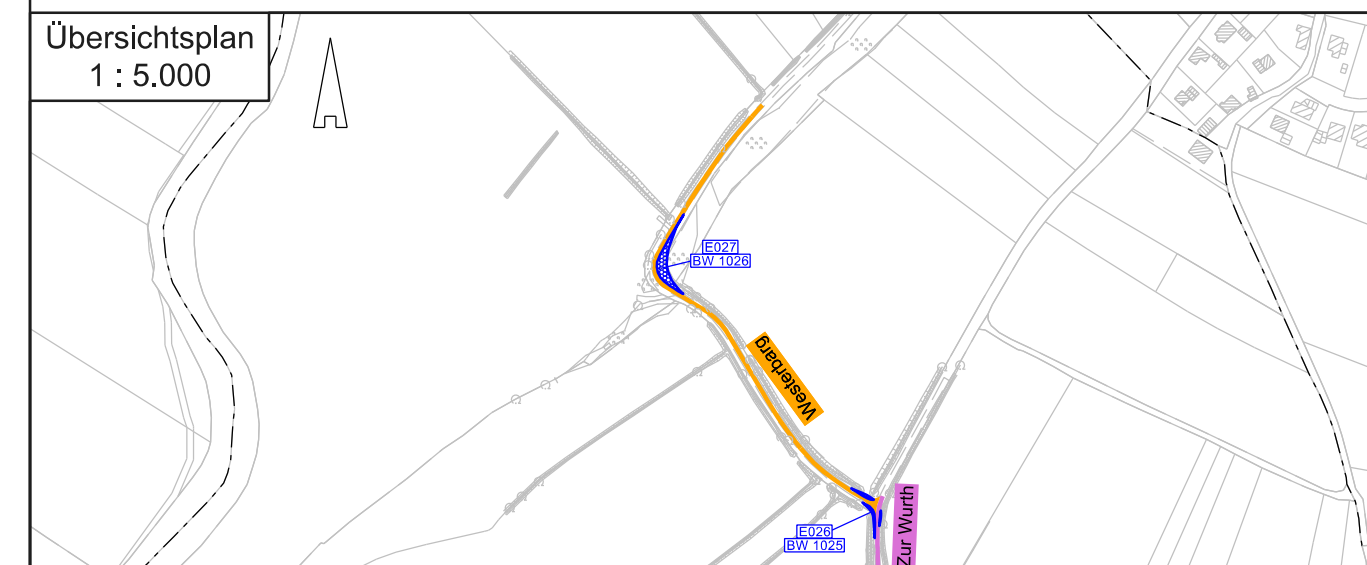 Übersichtsplan
1 : 5.000
E027
BW 1026
Westerbarg
E026
BW 1025
Zur Wurth